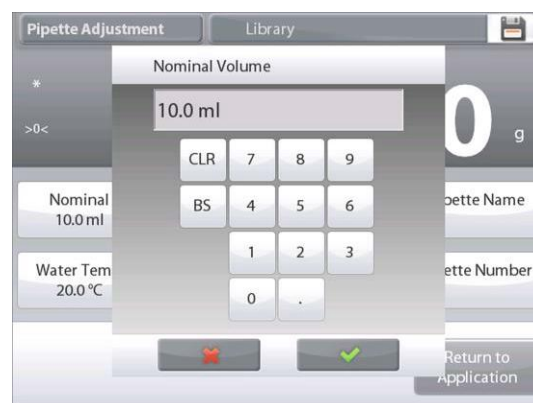 Pipette Adjustment
Library
Nominal Volume
10.0 ml
*
>0<
0
g
CLR 7 8 9
BS 4 5 6
1 2 3
0 .
Nominal
10.0 ml
Water Tem
20.0 °C
pette Name
ette Number
Return to
Application